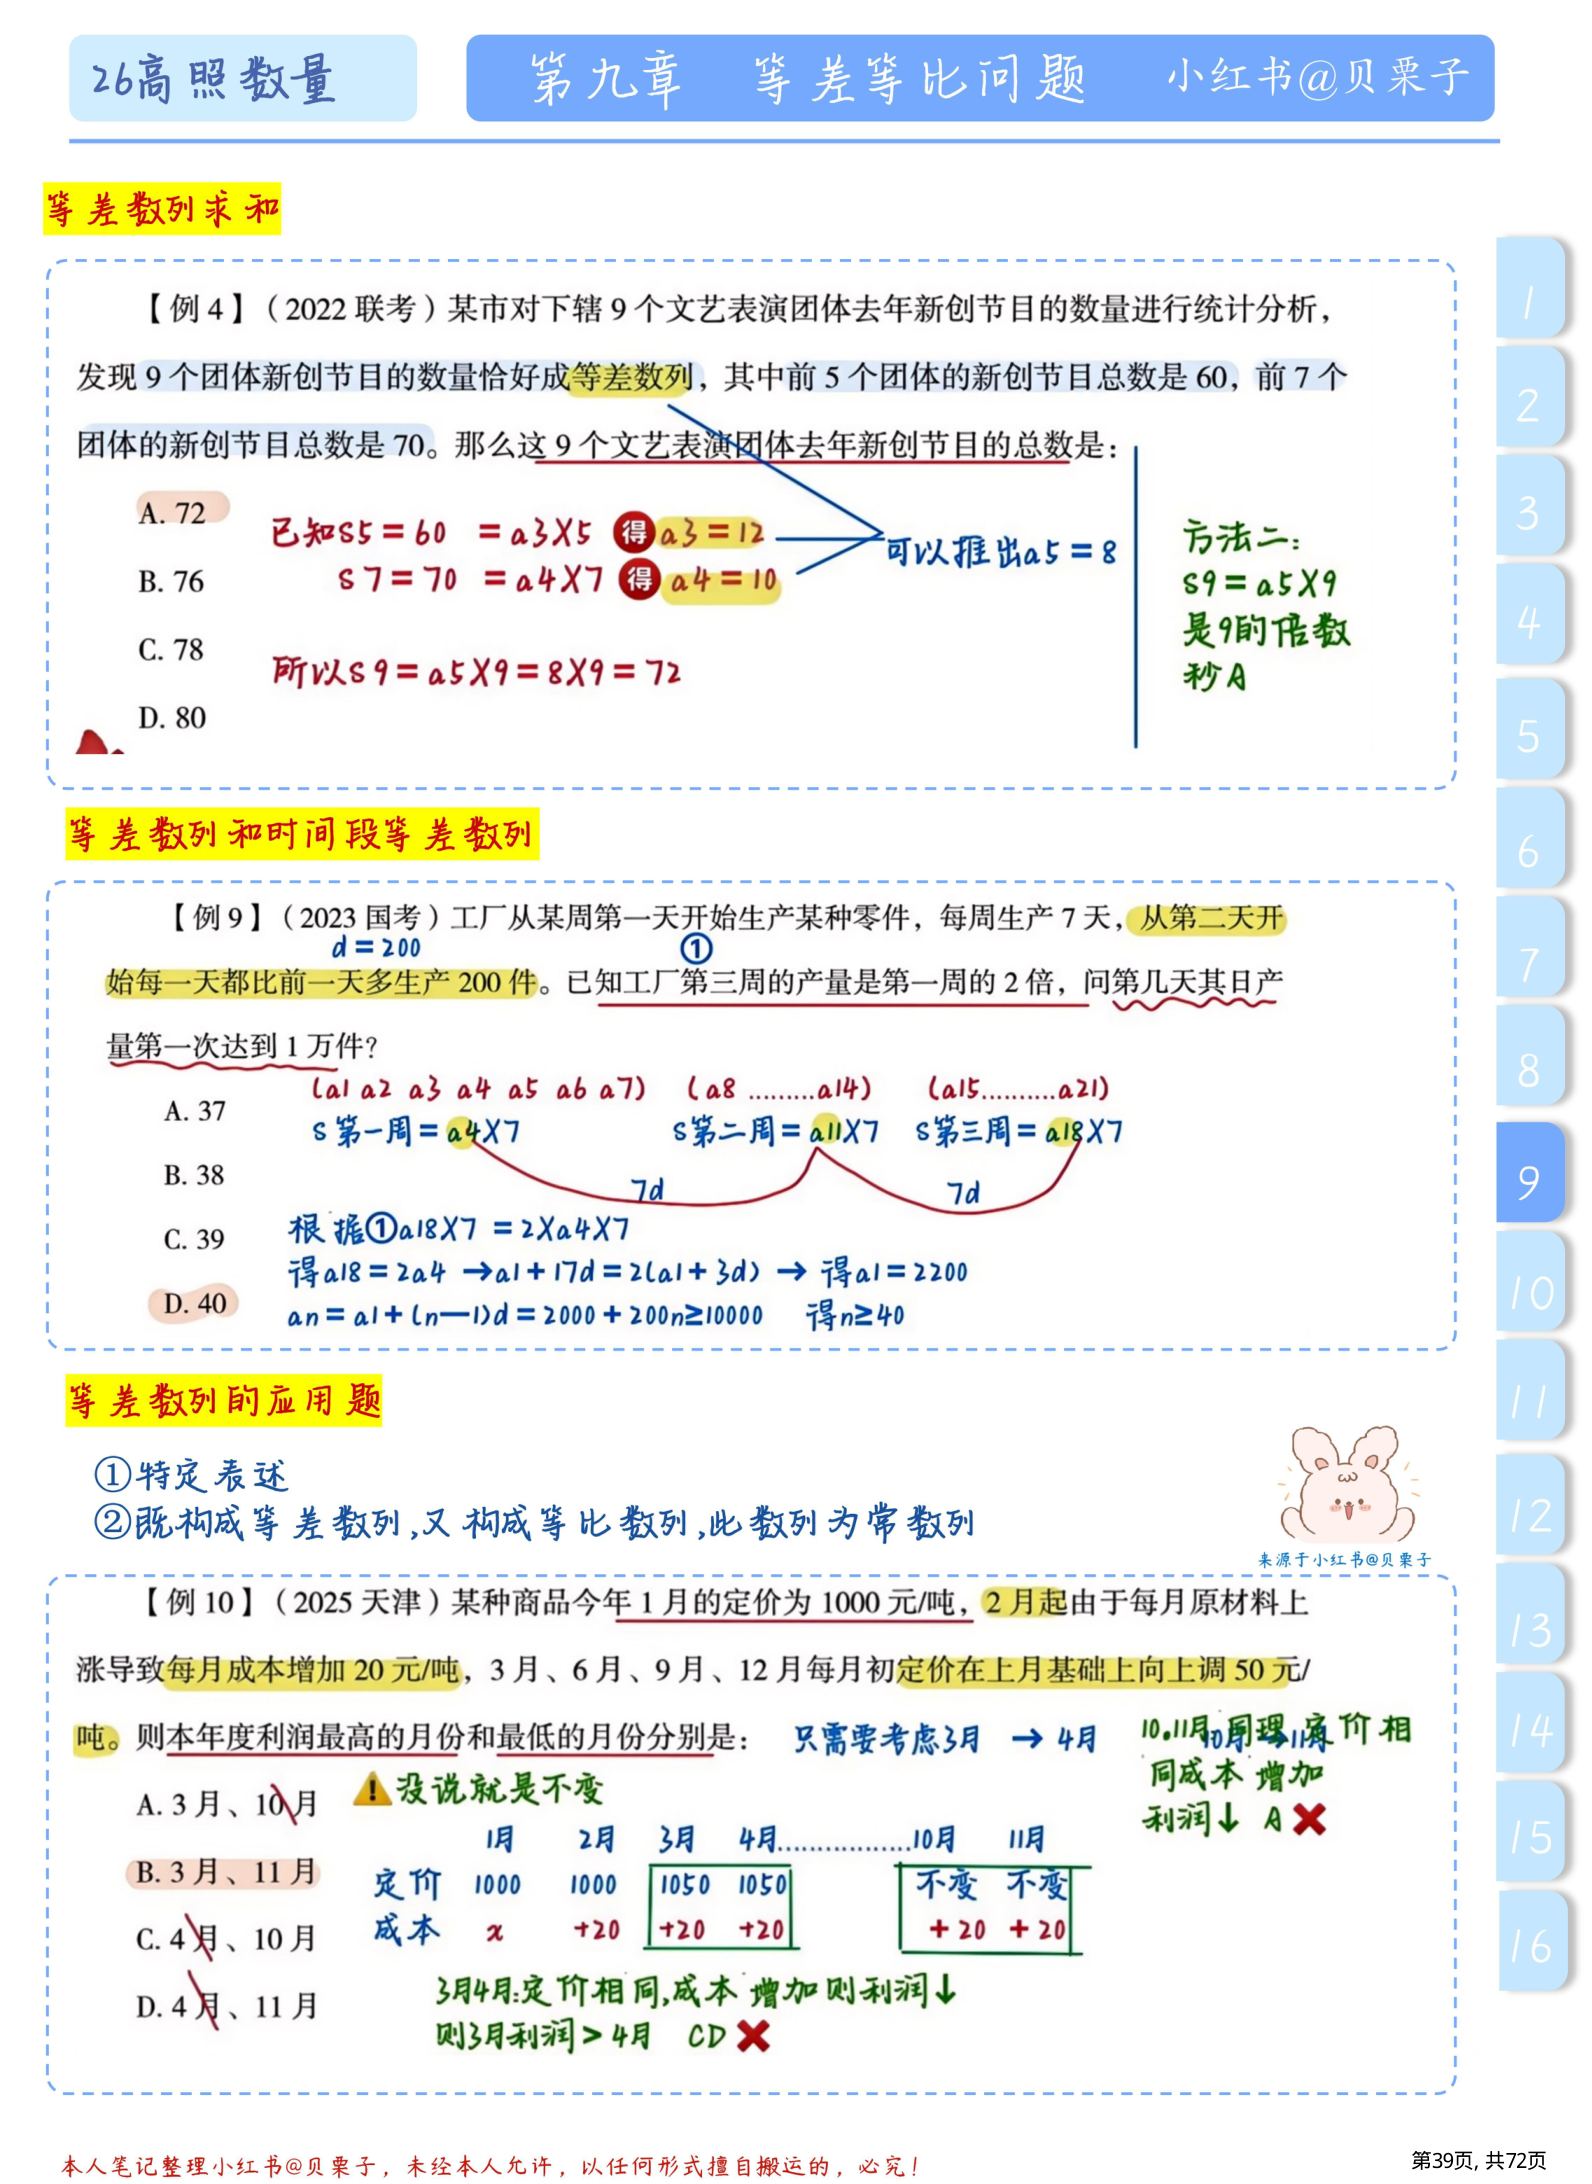 26高照数量
第九章 等差等比问题 小红书@贝栗子
等差数列求和
【例4】（2022联考）某市对下辖9个文艺表演团体去年新创节目的数量进行统计分析，
发现9个团体新创节目的数量恰好成等差数列，其中前5个团体的新创节目总数是60，前7个
团体的新创节目总数是70。那么这9个文艺表演团体去年新创节目的总数是：
A. 72
B. 76
C. 78
D. 80
已知S5=60 =a3X5 得 a3=12
S7=70 =a4X7 得 a4=10
可以推出a5=8
所以S9=a5X9=8X9=72
方法二：
S9=a5X9
是9的倍数
秒A
等差数列和时间段等差数列
【例9】（2023国考）工厂从某周第一天开始生产某种零件，每周生产7天，从第二天开
d=200 ①
始每一天都比前一天多生产200件。已知工厂第三周的产量是第一周的2倍，问第几天其日产
量第一次达到1万件？
A. 37
B. 38
C. 39
D. 40
(a1 a2 a3 a4 a5 a6 a7) (a8 .........a14) (a15..........a21)
S第一周=a4X7 S第二周=a11X7 S第三周=a18X7
7d 7d
根据①a18X7 =2Xa4X7
得a18=2a4 →a1+17d=2(a1+3d) → 得a1=2200
an=a1+(n—1)d=2000+200n≥10000 得n≥40
等差数列的应用题
①特定表述
②既构成等差数列,又构成等比数列,此数列为常数列
来源于小红书@贝栗子
【例10】（2025天津）某种商品今年1月的定价为1000元/吨，2月起由于每月原材料上
涨导致每月成本增加20元/吨，3月、6月、9月、12月每月初定价在上月基础上向上调50元/
吨。则本年度利润最高的月份和最低的月份分别是：
只需要考虑3月 → 4月
10月→11月
10.11月同理 定价相
同成本增加
利润↓ A ❌
A. 3月、10月
B. 3月、11月
C. 4月、10月
D. 4月、11月
⚠️没说就是不变
1月 2月 3月 4月.................10月 11月
定价 1000 1000 1050 1050 不变 不变
成本 x +20 +20 +20 +20 +20
3月4月:定价相同,成本增加则利润↓
则3月利润>4月 CD ❌
1
2
3
4
5
6
7
8
9
10
11
12
13
14
15
16
本人笔记整理小红书@贝栗子，未经本人允许，以任何形式擅自搬运的，必究！
第39页, 共72页